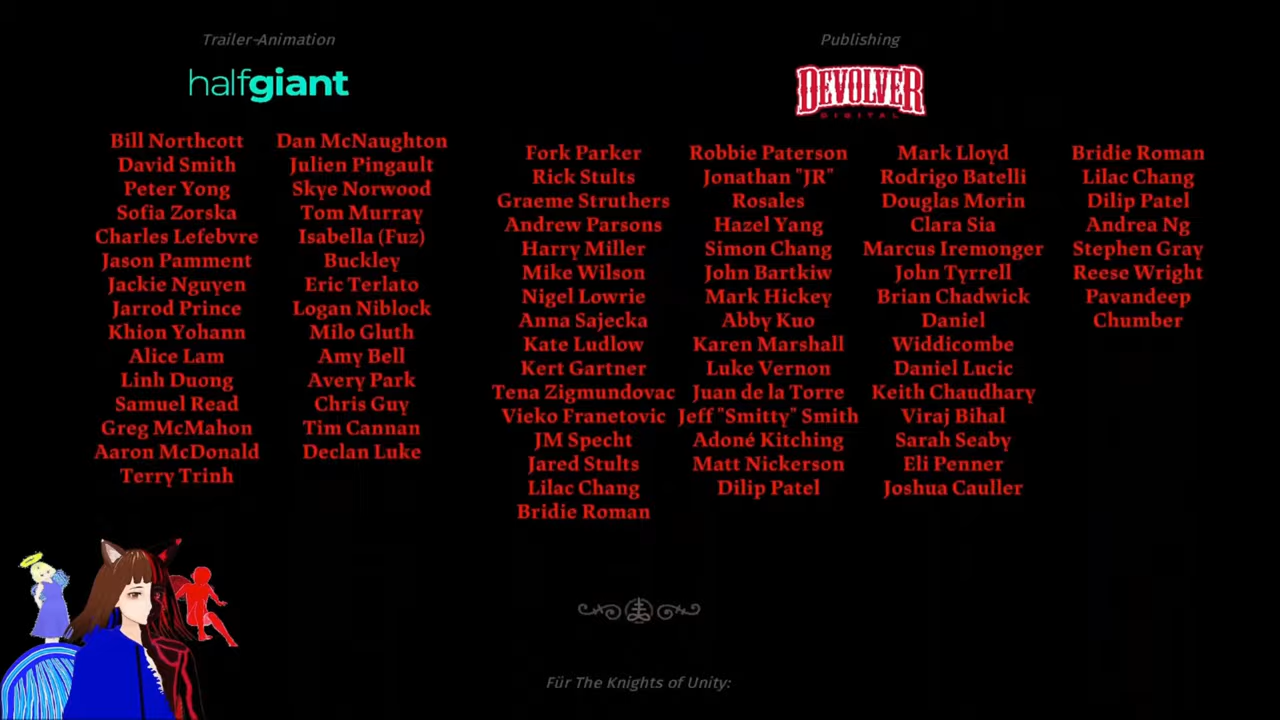 Trailer-Animation
halfgiant
Bill Northcott
David Smith
Peter Yong
Sofia Zorska
Charles Lefebvre
Jason Pamment
Jackie Nguyen
Jarrod Prince
Khion Yohann
Alice Lam
Linh Duong
Samuel Read
Greg McMahon
Aaron McDonald
Terry Trinh
Dan McNaughton
Julien Pingault
Skye Norwood
Tom Murray
Isabella (Fuz)
Buckley
Eric Terlato
Logan Niblock
Milo Gluth
Amy Bell
Avery Park
Chris Guy
Tim Cannan
Declan Luke
Publishing
DEVOLVER
DIGITAL
Fork Parker
Rick Stults
Graeme Struthers
Andrew Parsons
Harry Miller
Mike Wilson
Nigel Lowrie
Anna Sajecka
Kate Ludlow
Kert Gartner
Tena Zigmundovac
Vieko Franetovic
JM Specht
Jared Stults
Lilac Chang
Bridie Roman
Robbie Paterson
Jonathan "JR"
Rosales
Hazel Yang
Simon Chang
John Bartkiw
Mark Hickey
Abby Kuo
Karen Marshall
Luke Vernon
Juan de la Torre
Jeff "Smitty" Smith
Adoné Kitching
Matt Nickerson
Dilip Patel
Mark Lloyd
Rodrigo Batelli
Douglas Morin
Clara Sia
Marcus Iremonger
John Tyrrell
Brian Chadwick
Daniel
Widdicombe
Daniel Lucic
Keith Chaudhary
Viraj Bihal
Sarah Seaby
Eli Penner
Joshua Cauller
Bridie Roman
Lilac Chang
Dilip Patel
Andrea Ng
Stephen Gray
Reese Wright
Pavandeep
Chumber
Für The Knights of Unity: